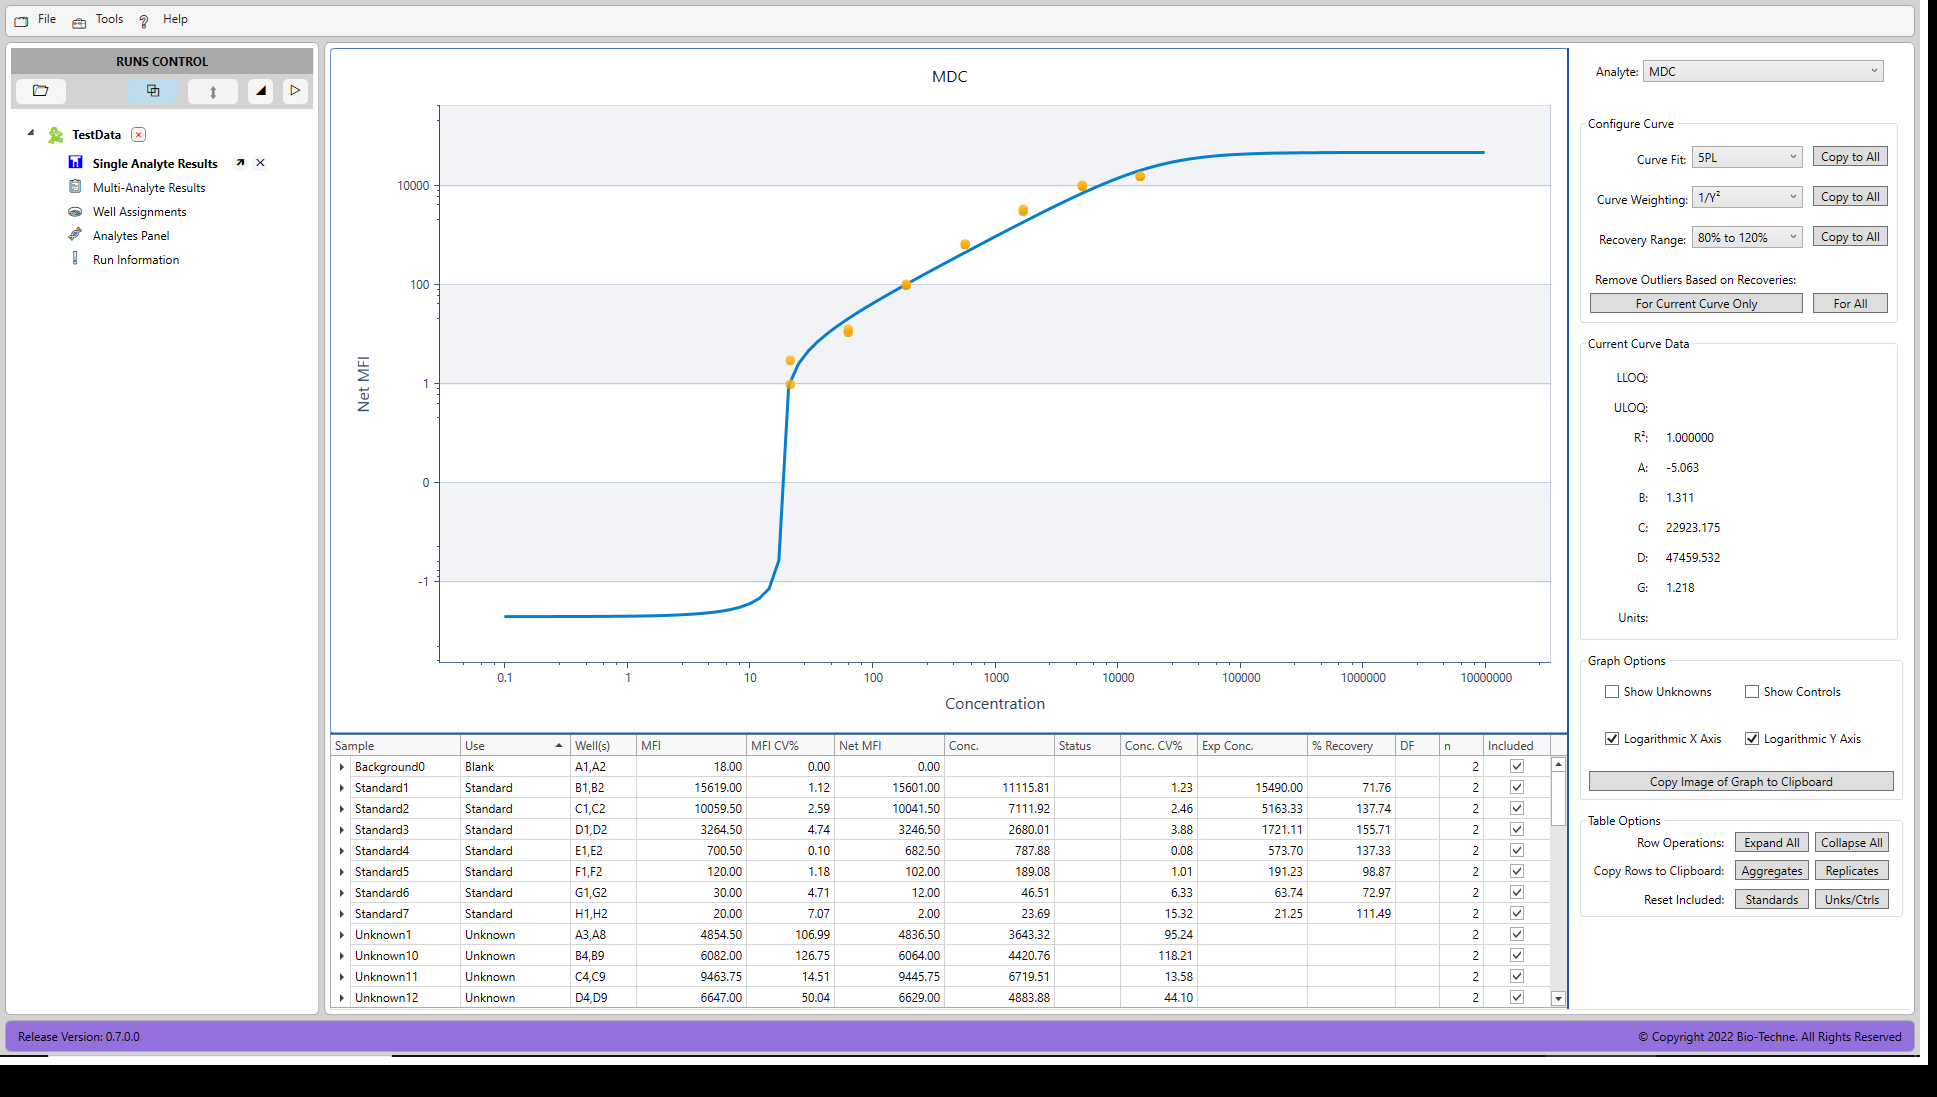 File Tools Help
RUNS CONTROL
TestData
Single Analyte Results
Multi-Analyte Results
Well Assignments
Analytes Panel
Run Information
MDC
Net MFI
10000
100
1
0
-1
0.1 1 10 100 1000 10000 100000 1000000 10000000
Concentration
Sample Use Well(s) MFI MFI CV% Net MFI Conc. Status Conc. CV% Exp Conc. % Recovery DF n Included
Background0 Blank A1,A2 18.00 0.00 0.00 2
Standard1 Standard B1,B2 15619.00 1.12 15601.00 11115.81 1.23 15490.00 71.76 2
Standard2 Standard C1,C2 10059.50 2.59 10041.50 7111.92 2.46 5163.33 137.74 2
Standard3 Standard D1,D2 3264.50 4.74 3246.50 2680.01 3.88 1721.11 155.71 2
Standard4 Standard E1,E2 700.50 0.10 682.50 787.88 0.08 573.70 137.33 2
Standard5 Standard F1,F2 120.00 1.18 102.00 189.08 1.01 191.23 98.87 2
Standard6 Standard G1,G2 30.00 4.71 12.00 46.51 6.33 63.74 72.97 2
Standard7 Standard H1,H2 20.00 7.07 2.00 23.69 15.32 21.25 111.49 2
Unknown1 Unknown A3,A8 4854.50 106.99 4836.50 3643.32 95.24 2
Unknown10 Unknown B4,B9 6082.00 126.75 6064.00 4420.76 118.21 2
Unknown11 Unknown C4,C9 9463.75 14.51 9445.75 6719.51 13.58 2
Unknown12 Unknown D4,D9 6647.00 50.04 6629.00 4883.88 44.10 2
Analyte: MDC
Configure Curve
Curve Fit: 5PL Copy to All
Curve Weighting: 1/Y² Copy to All
Recovery Range: 80% to 120% Copy to All
Remove Outliers Based on Recoveries:
For Current Curve Only For All
Current Curve Data
LLOQ:
ULOQ:
R²: 1.000000
A: -5.063
B: 1.311
C: 22923.175
D: 47459.532
G: 1.218
Units:
Graph Options
Show Unknowns Show Controls
Logarithmic X Axis Logarithmic Y Axis
Copy Image of Graph to Clipboard
Table Options
Row Operations: Expand All Collapse All
Copy Rows to Clipboard: Aggregates Replicates
Reset Included: Standards Unks/Ctrls
Release Version: 0.7.0.0
© Copyright 2022 Bio-Techne. All Rights Reserved